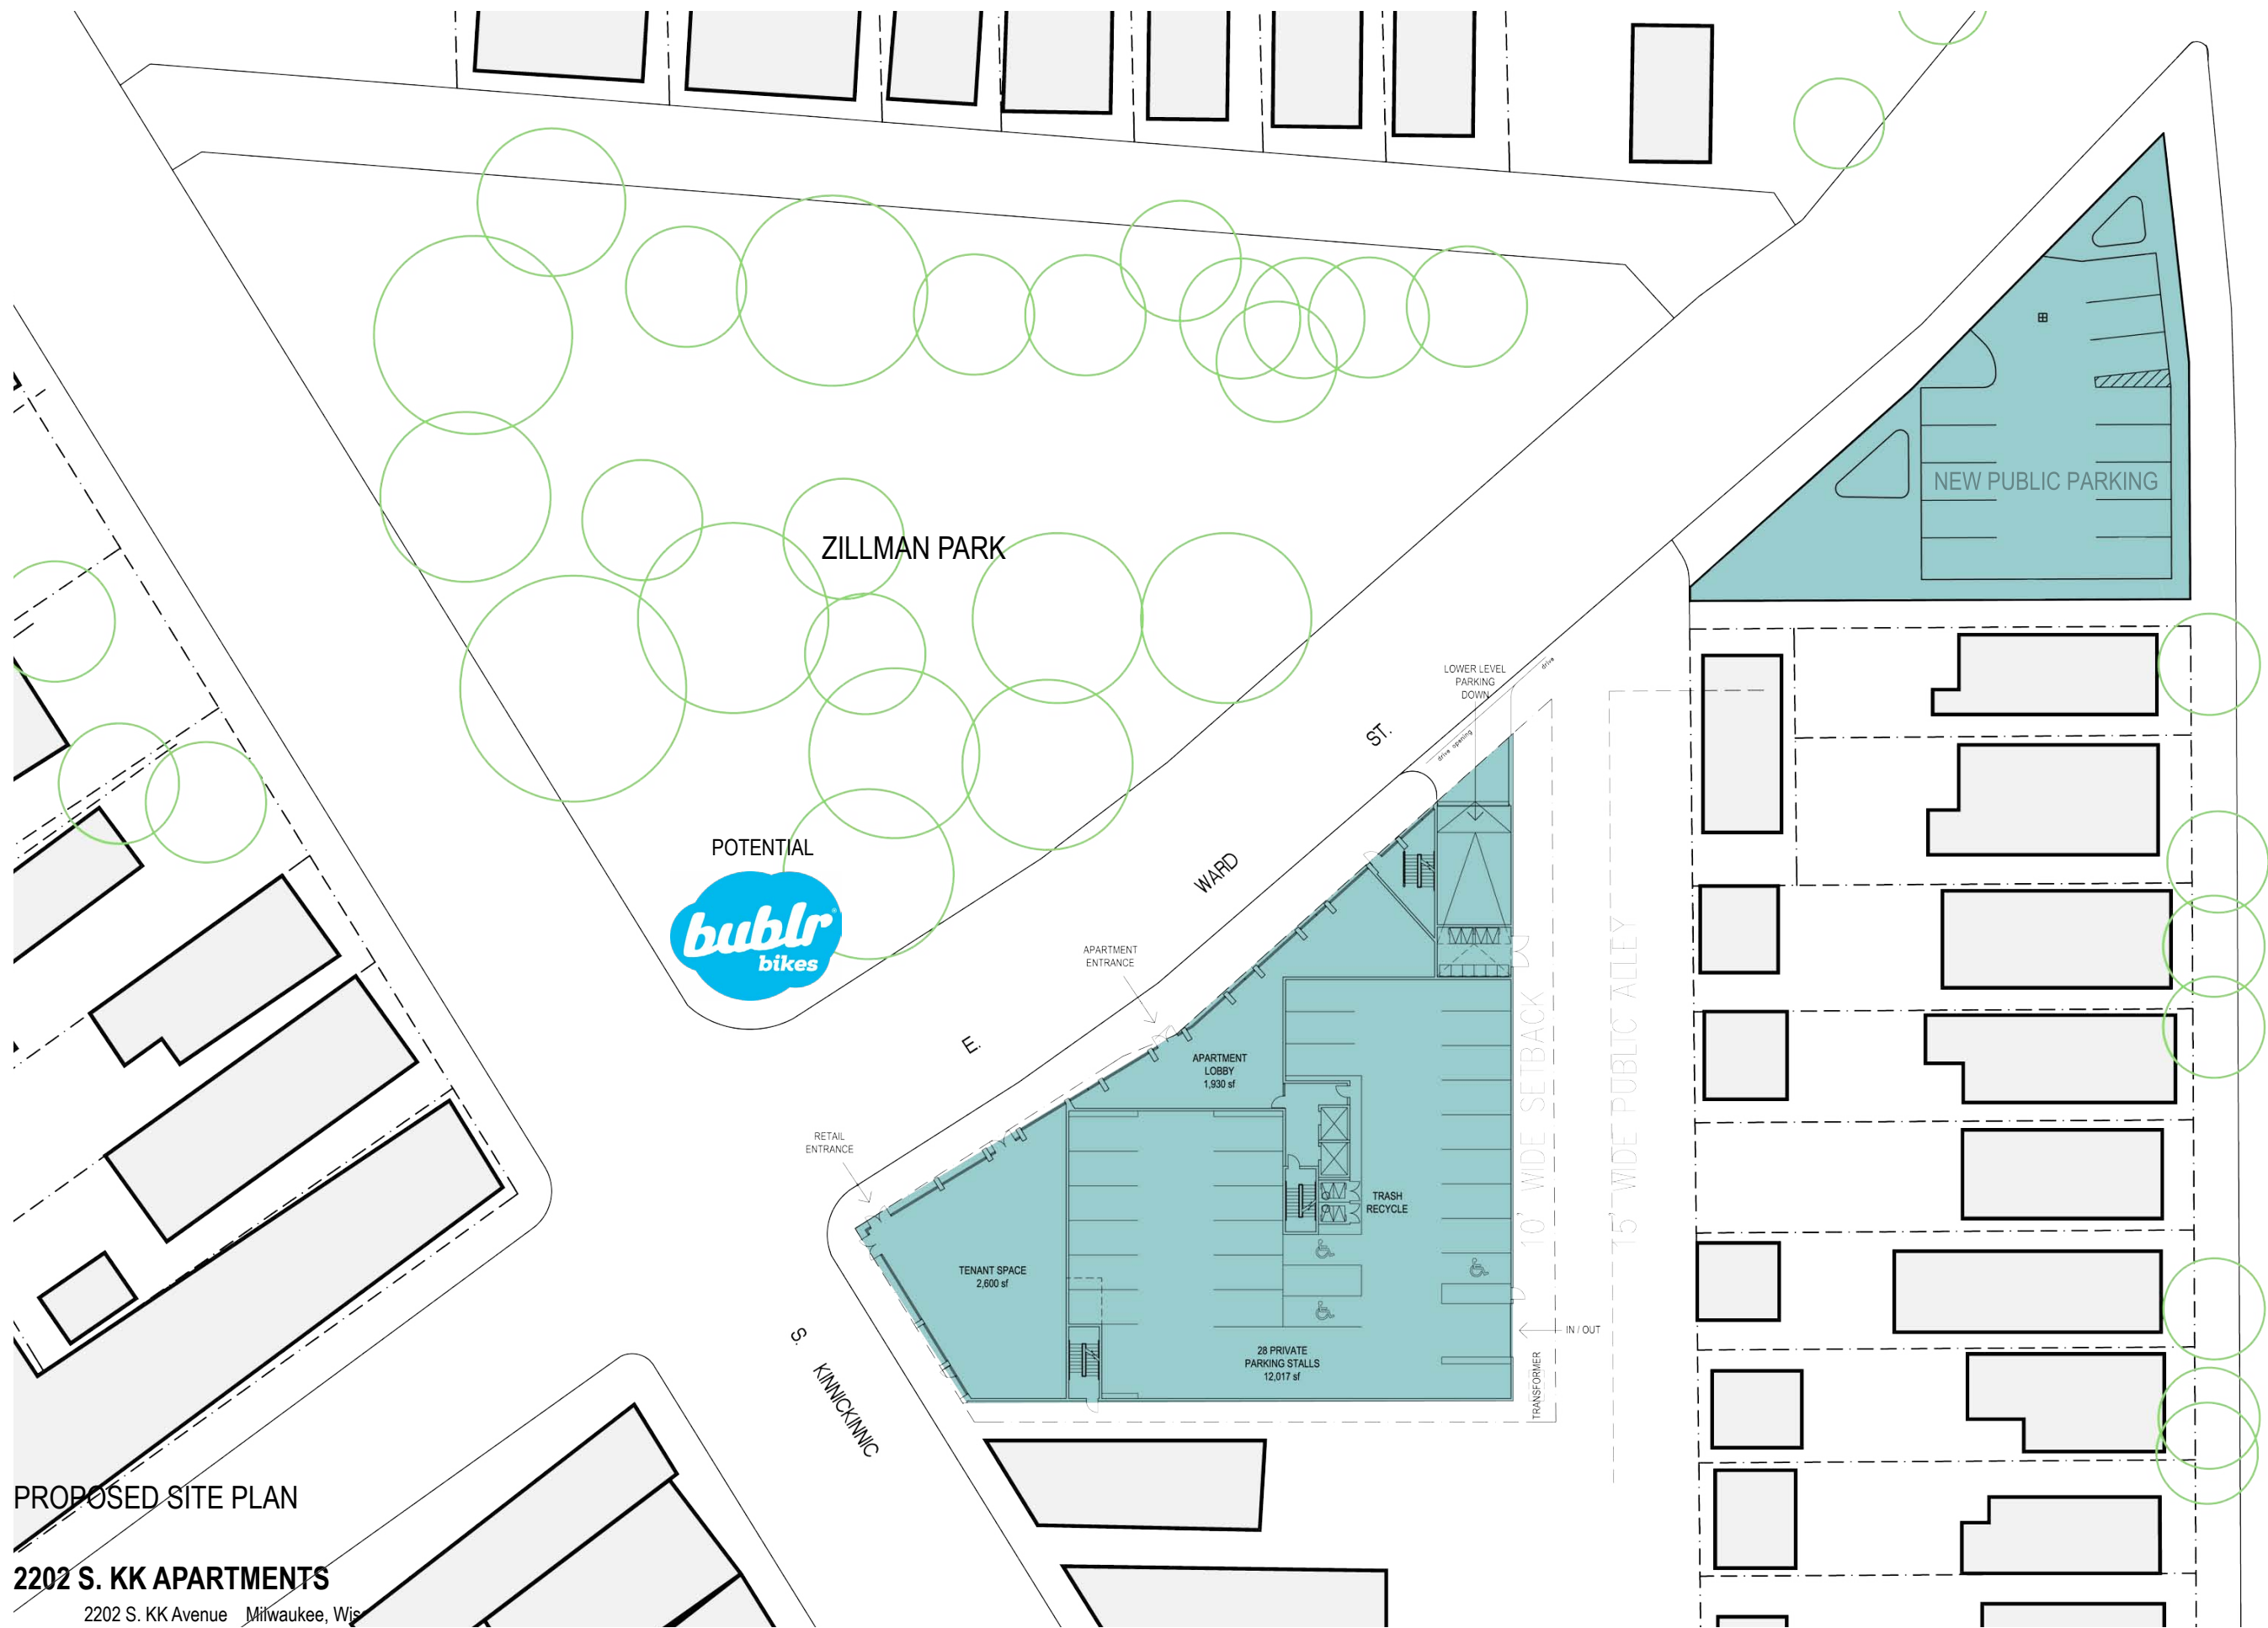 NEW PUBLIC PARKING
ZILLMAN PARK
LOWER LEVEL
PARKING
DOWN
drive
drive opening
ST.
WARD
E.
POTENTIAL
bublr®
bikes
APARTMENT
ENTRANCE
APARTMENT
LOBBY
1,930 sf
RETAIL
ENTRANCE
TRASH
RECYCLE
TENANT SPACE
2,600 sf
28 PRIVATE
PARKING STALLS
12,017 sf
10' WIDE SETBACK
15' WIDE PUBLIC ALLEY
IN / OUT
TRANSFORMER
S. KINNICKINNIC
PROPOSED SITE PLAN
2202 S. KK APARTMENTS
2202 S. KK Avenue Milwaukee, Wis